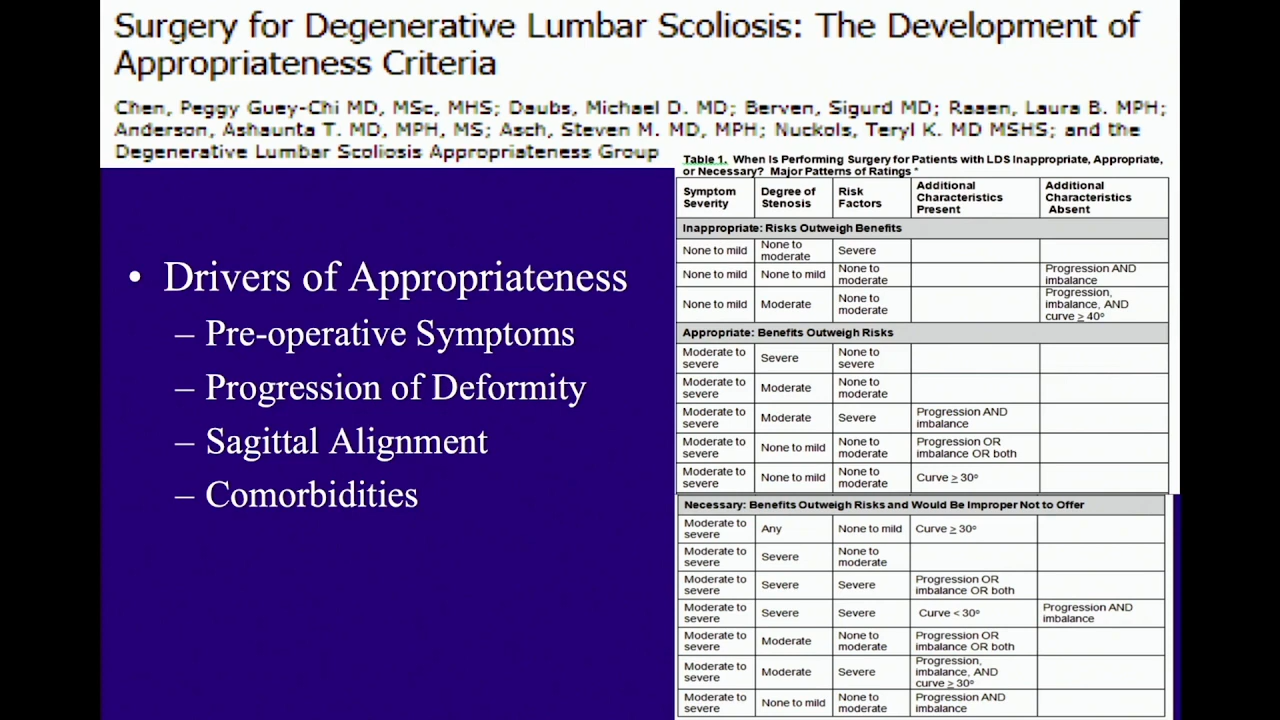 Surgery for Degenerative Lumbar Scoliosis: The Development of
Appropriateness Criteria
Chen, Peggy Guey-Chi MD, MSc, MHS; Daubs, Michael D. MD; Berven, Sigurd MD; Raaen, Laura B. MPH;
Anderson, Ashaunta T. MD, MPH, MS; Asch, Steven M. MD, MPH; Nuckols, Teryl K. MD MSHS; and the
Degenerative Lumbar Scoliosis Appropriateness Group
• Drivers of Appropriateness
– Pre-operative Symptoms
– Progression of Deformity
– Sagittal Alignment
– Comorbidities
Table 1. When Is Performing Surgery for Patients with LDS Inappropriate, Appropriate,
or Necessary? Major Patterns of Ratings *
Symptom Severity Degree of Stenosis Risk Factors Additional Characteristics Present Additional Characteristics Absent
Inappropriate: Risks Outweigh Benefits
None to mild None to moderate Severe
None to mild None to mild None to moderate Progression AND imbalance
None to mild Moderate None to moderate Progression, imbalance, AND curve ≥ 40°
Appropriate: Benefits Outweigh Risks
Moderate to severe Severe None to severe
Moderate to severe Moderate None to moderate
Moderate to severe Moderate Severe Progression AND imbalance
Moderate to severe None to mild None to moderate Progression OR imbalance OR both
Moderate to severe None to mild None to moderate Curve ≥ 30°
Necessary: Benefits Outweigh Risks and Would Be Improper Not to Offer
Moderate to severe Any None to mild Curve ≥ 30°
Moderate to severe Severe None to moderate
Moderate to severe Severe Severe Progression OR imbalance OR both
Moderate to severe Severe Severe Curve < 30° Progression AND imbalance
Moderate to severe Moderate None to moderate Progression OR imbalance OR both
Moderate to severe Moderate Severe Progression, imbalance, AND curve ≥ 30°
Moderate to severe None to mild None to moderate Progression AND imbalance